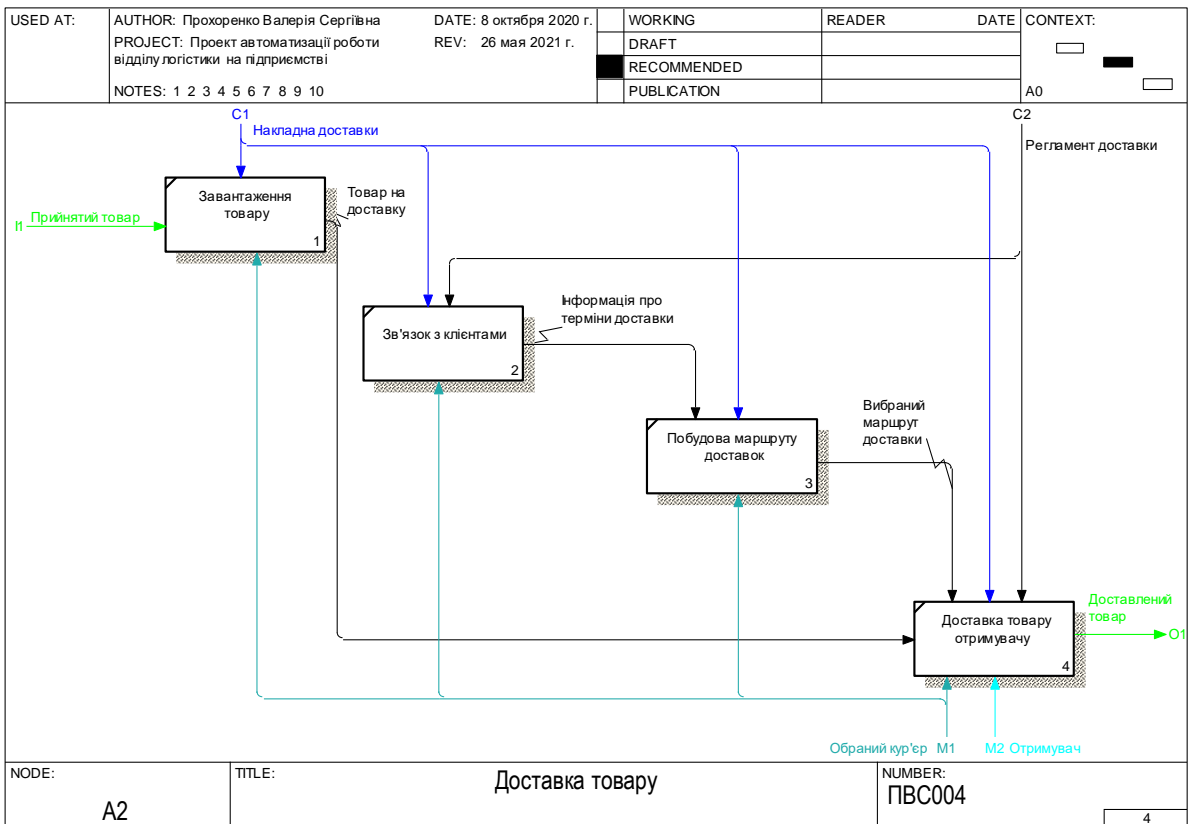 USED AT:
AUTHOR: Прохоренко Валерія Сергіївна
DATE: 8 октября 2020 г.
PROJECT: Проект автоматизації роботи
відділу логістики на підприємстві
REV: 26 мая 2021 г.
NOTES: 1 2 3 4 5 6 7 8 9 10
WORKING
DRAFT
RECOMMENDED
PUBLICATION
READER DATE
CONTEXT:
A0
C1
Накладна доставки
C2
Регламент доставки
I1
Прийнятий товар
Завантаження
товару
1
Товар на
доставку
Зв'язок з клієнтами
2
Інформація про
терміни доставки
Побудова маршруту
доставок
3
Вибраний
маршрут
доставки
Доставка товару
отримувачу
4
Доставлений
товар
O1
Обраний кур'єр M1
M2 Отримувач
NODE:
A2
TITLE:
Доставка товару
NUMBER:
ПВС004
4